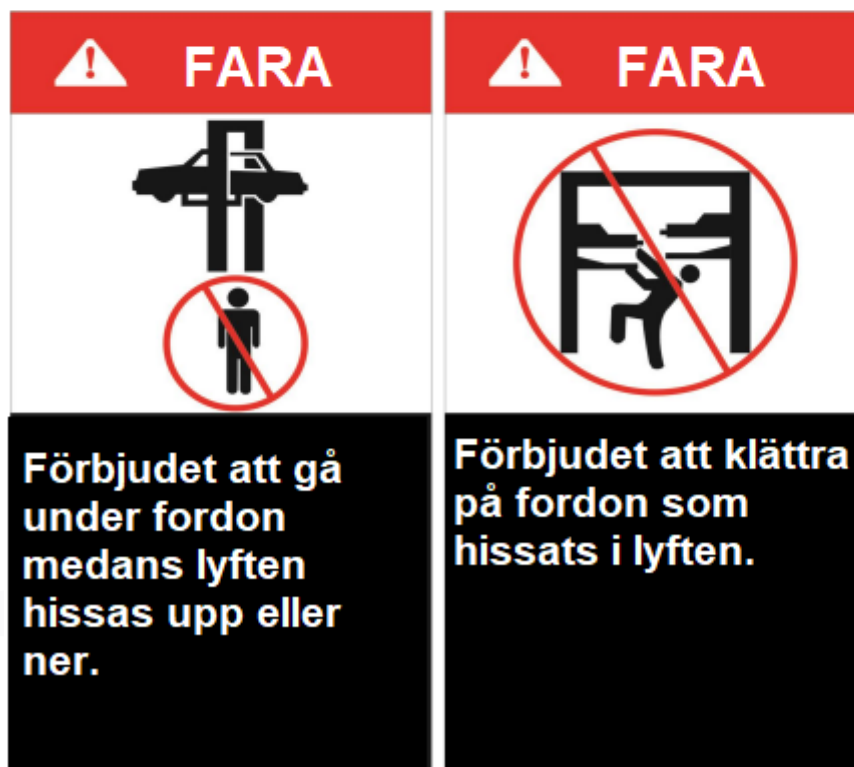 FARA
Förbjudet att gå
under fordon
medans lyften
hissas upp eller
ner.
FARA
Förbjudet att klättra
på fordon som
hissats i lyften.